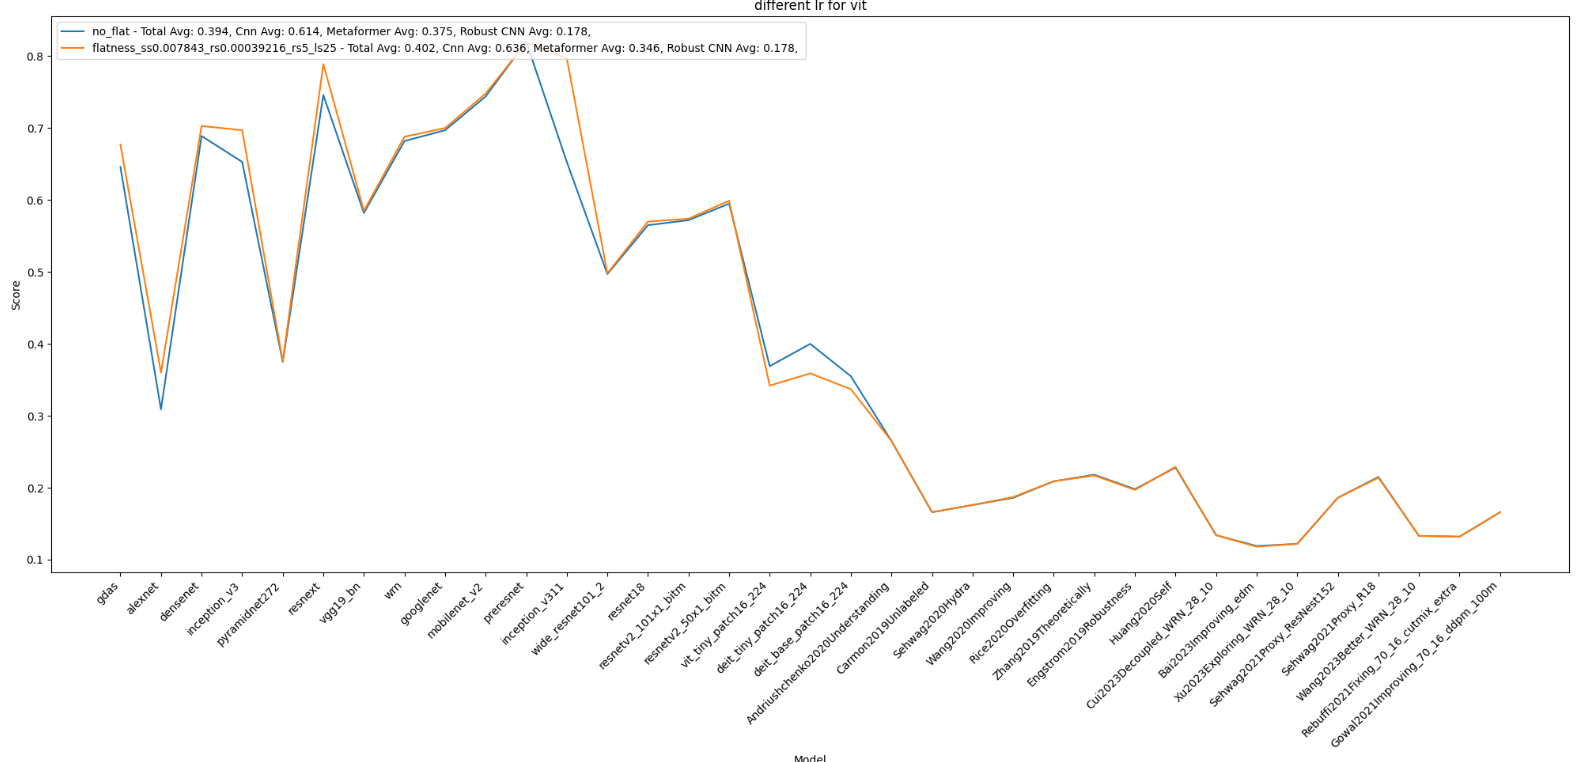 different lr for vit
no_flat - Total Avg: 0.394, Cnn Avg: 0.614, Metaformer Avg: 0.375, Robust CNN Avg: 0.178,
flatness_ss0.007843_rs0.00039216_rs5_ls25 - Total Avg: 0.402, Cnn Avg: 0.636, Metaformer Avg: 0.346, Robust CNN Avg: 0.178,
Score
0.8
0.7
0.6
0.5
0.4
0.3
0.2
0.1
gdas
alexnet
densenet
inception_v3
pyramidnet272
resnext
vgg19_bn
wrn
googlenet
mobilenet_v2
preresnet
inception_v311
wide_resnet101_2
resnet18
resnetv2_101x1_bitm
resnetv2_50x1_bitm
vit_tiny_patch16_224
deit_tiny_patch16_224
deit_base_patch16_224
Andriushchenko2020Understanding
Carmon2019Unlabeled
Sehwag2020Hydra
Wang2020Improving
Rice2020Overfitting
Zhang2019Theoretically
Engstrom2019Robustness
Huang2020Self
Cui2023Decoupled_WRN_28_10
Bai2023Improving_edm
Xu2023Exploring_WRN_28_10
Sehwag2021Proxy_ResNest152
Sehwag2021Proxy_R18
Wang2023Better_WRN_28_10
Rebuffi2021Fixing_70_16_cutmix_extra
Gowal2021Improving_70_16_ddpm_100m
Model